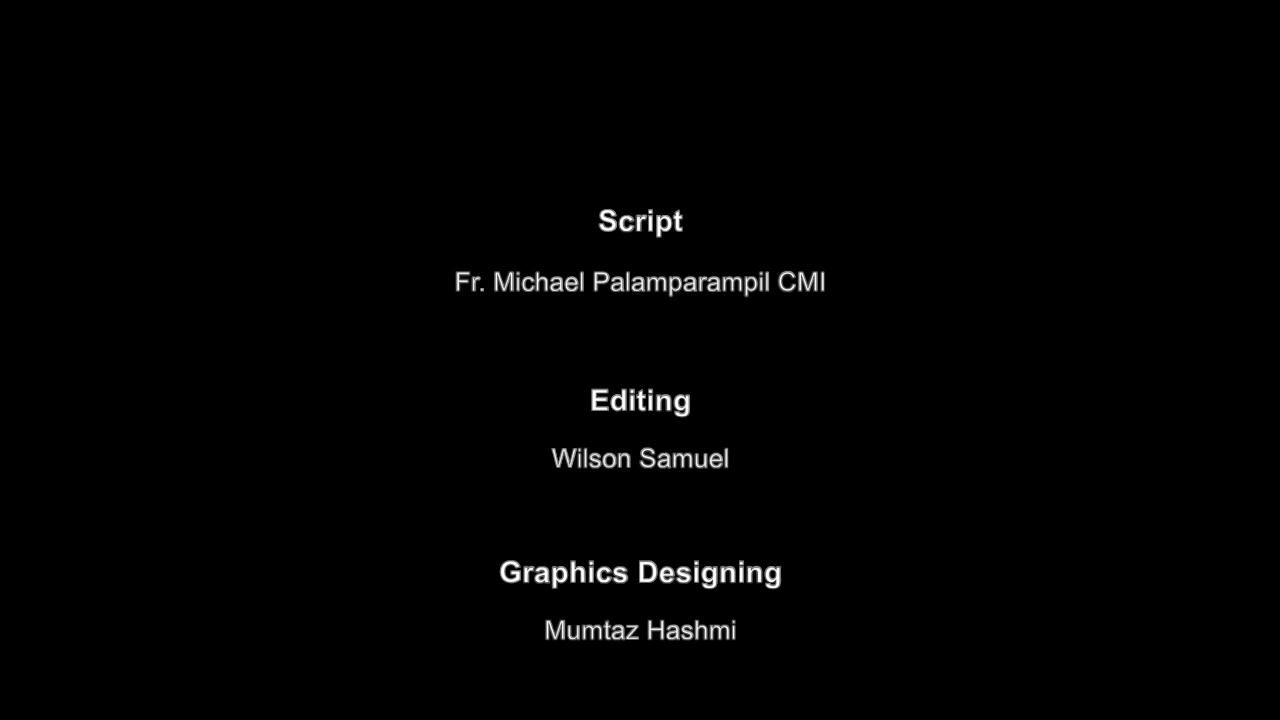 Script
Fr. Michael Palamparampil CMI
Editing
Wilson Samuel
Graphics Designing
Mumtaz Hashmi